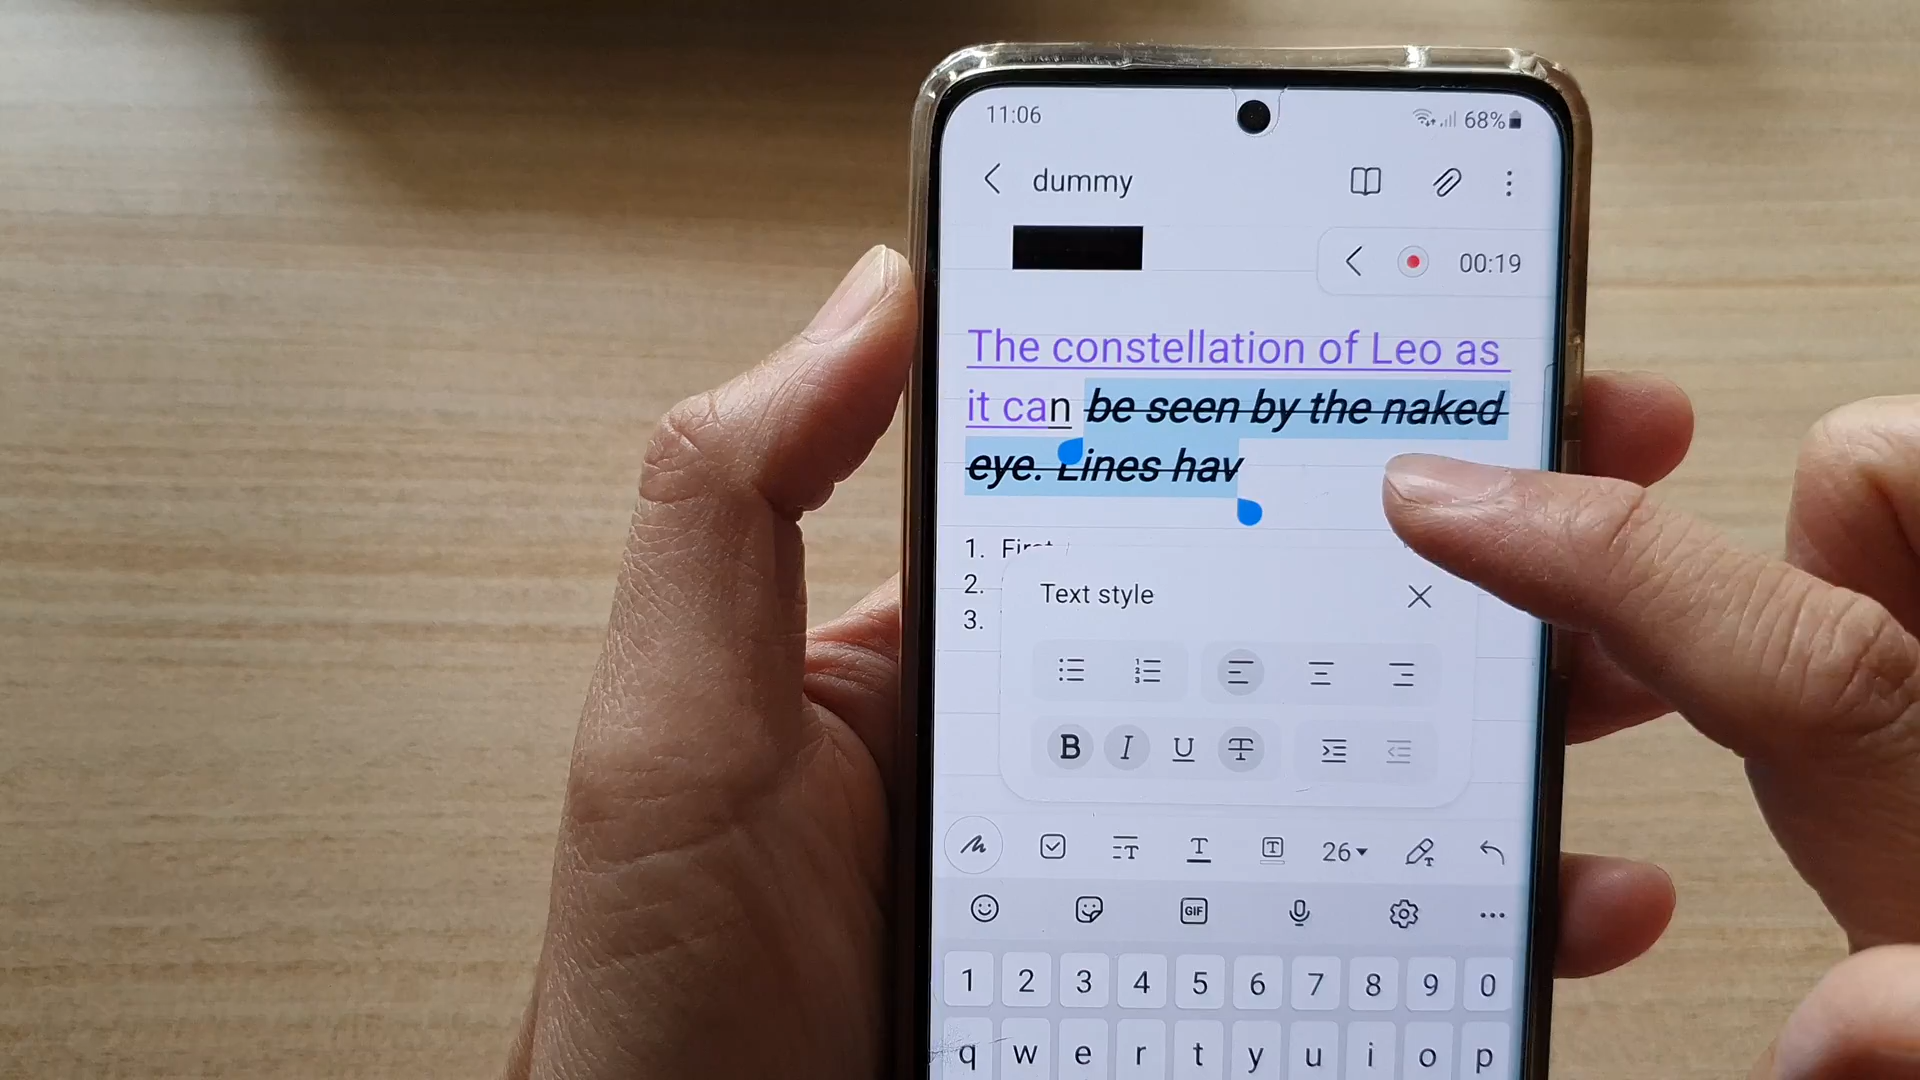 11:06
68%
dummy
00:19
The constellation of Leo as
it can be seen by the naked
eye. Lines hav
1.
2.
3.
Text style
B I U T
T T T 26 T
GIF
1 2 3 4 5 6 7 8 9 0
q w e r t y u i o p